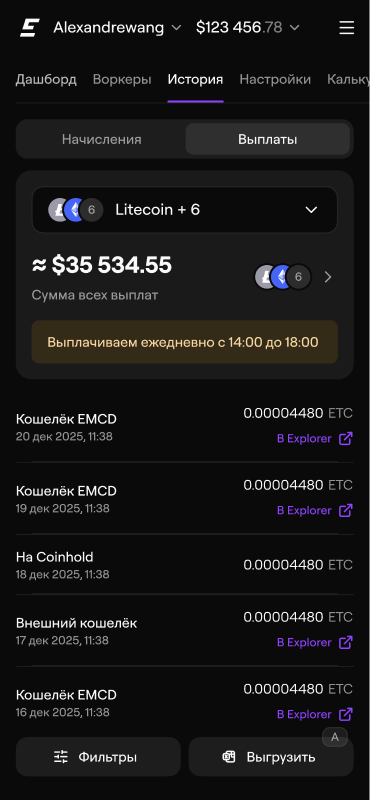 Alexandrewang $123 456.78
Дашборд Воркеры История Настройки Кальку
Начисления Выплаты
6 Litecoin + 6
≈ $35 534.55
6
Сумма всех выплат
Выплачиваем ежедневно с 14:00 до 18:00
Кошелёк EMCD 0.00004480 ETC
20 дек 2025, 11:38 В Explorer
Кошелёк EMCD 0.00004480 ETC
19 дек 2025, 11:38 В Explorer
На Coinhold 0.00004480 ETC
18 дек 2025, 11:38
Внешний кошелёк 0.00004480 ETC
17 дек 2025, 11:38 В Explorer
Кошелёк EMCD 0.00004480 ETC
16 дек 2025, 11:38 В Explorer
A
Фильтры Выгрузить